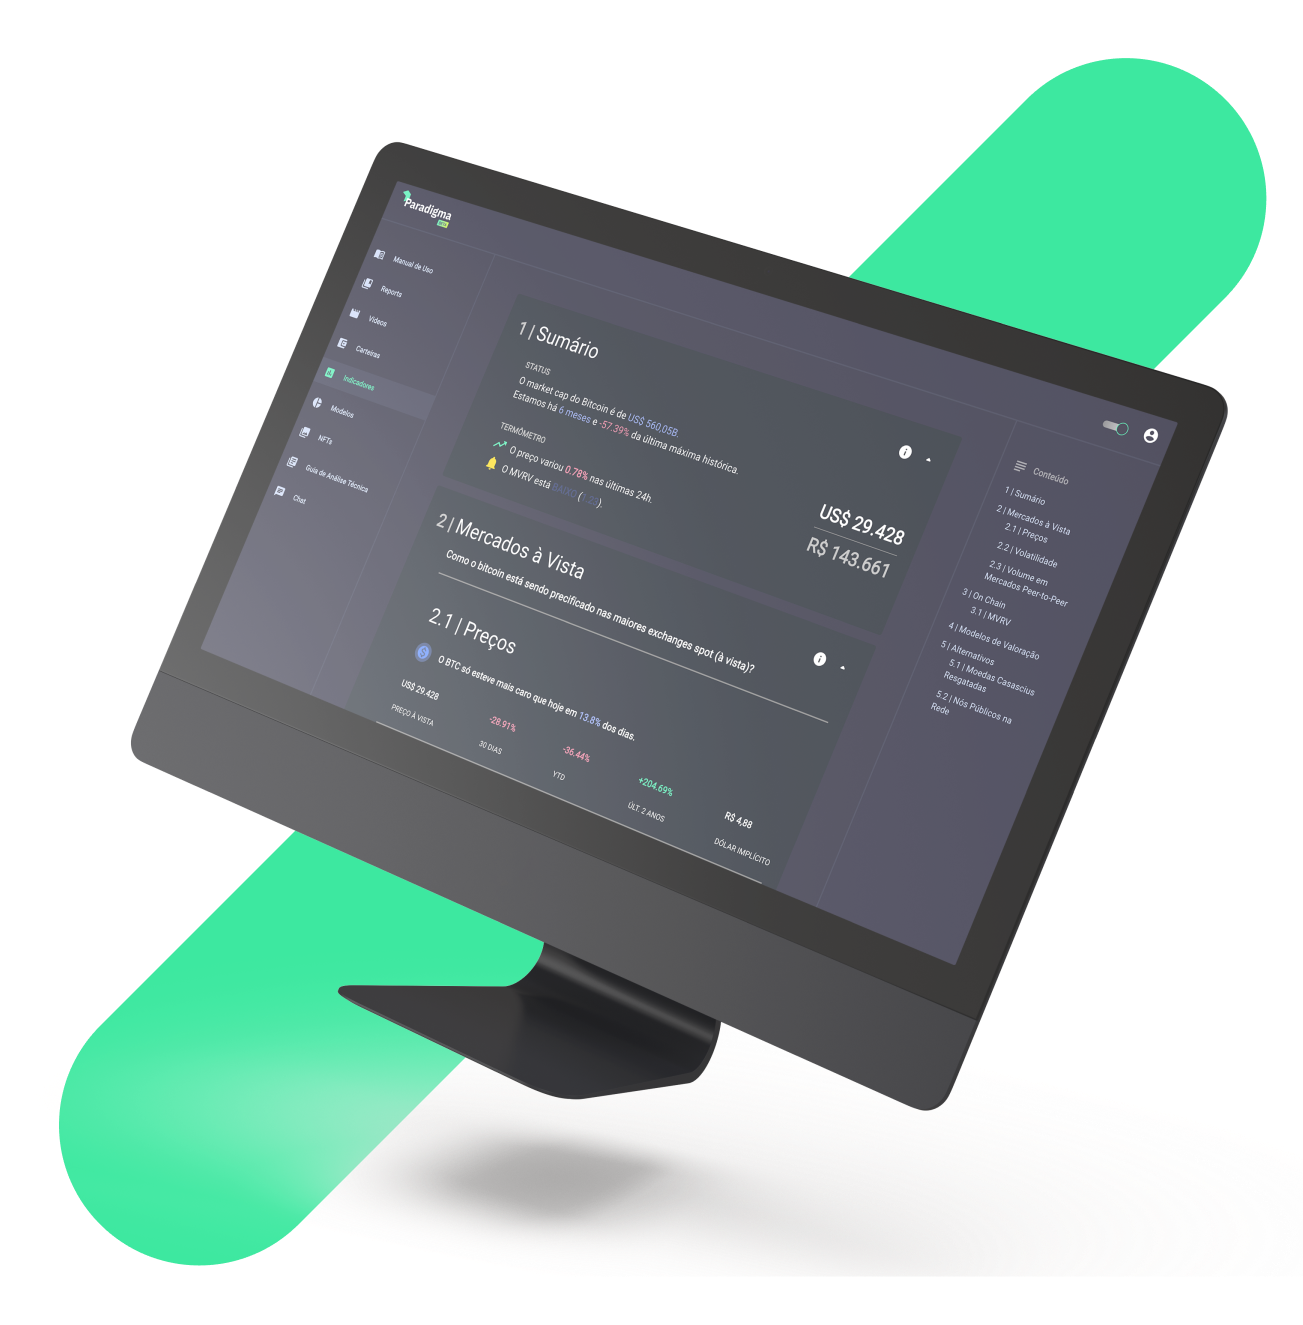 Paradigma
Manual de Uso
Reports
Vídeos
Carteiras
Indicadores
Modelos
NFTs
Guia de Análise Técnica
Chat
1 | Sumário
STATUS
O market cap do Bitcoin é de US$ 560,05B.
Estamos há 6 meses e -57.39% da última máxima histórica.
TERMÔMETRO
O preço variou 0.78% nas últimas 24h.
O MVRV está BAIXO
US$ 29.428
R$ 143.661
2 | Mercados à Vista
Como o bitcoin está sendo precificado nas maiores exchanges spot (à vista)?
2.1 | Preços
O BTC só esteve mais caro que hoje em 13.8% dos dias.
US$ 29.428
PREÇO À VISTA
-28.91%
30 DIAS
-36.44%
YTD
+204.69%
ÚLT. 2 ANOS
R$ 4,88
DÓLAR IMPLÍCITO
Conteúdo
1 | Sumário
2 | Mercados à Vista
2.1 | Preços
2.2 | Volatilidade
2.3 | Volume em
Mercados Peer-to-Peer
3 | On Chain
3.1 | MVRV
4 | Modelos de Valoração
5 | Alternativos
5.1 | Moedas Casascius
Resgatadas
5.2 | Nós Públicos na
Rede